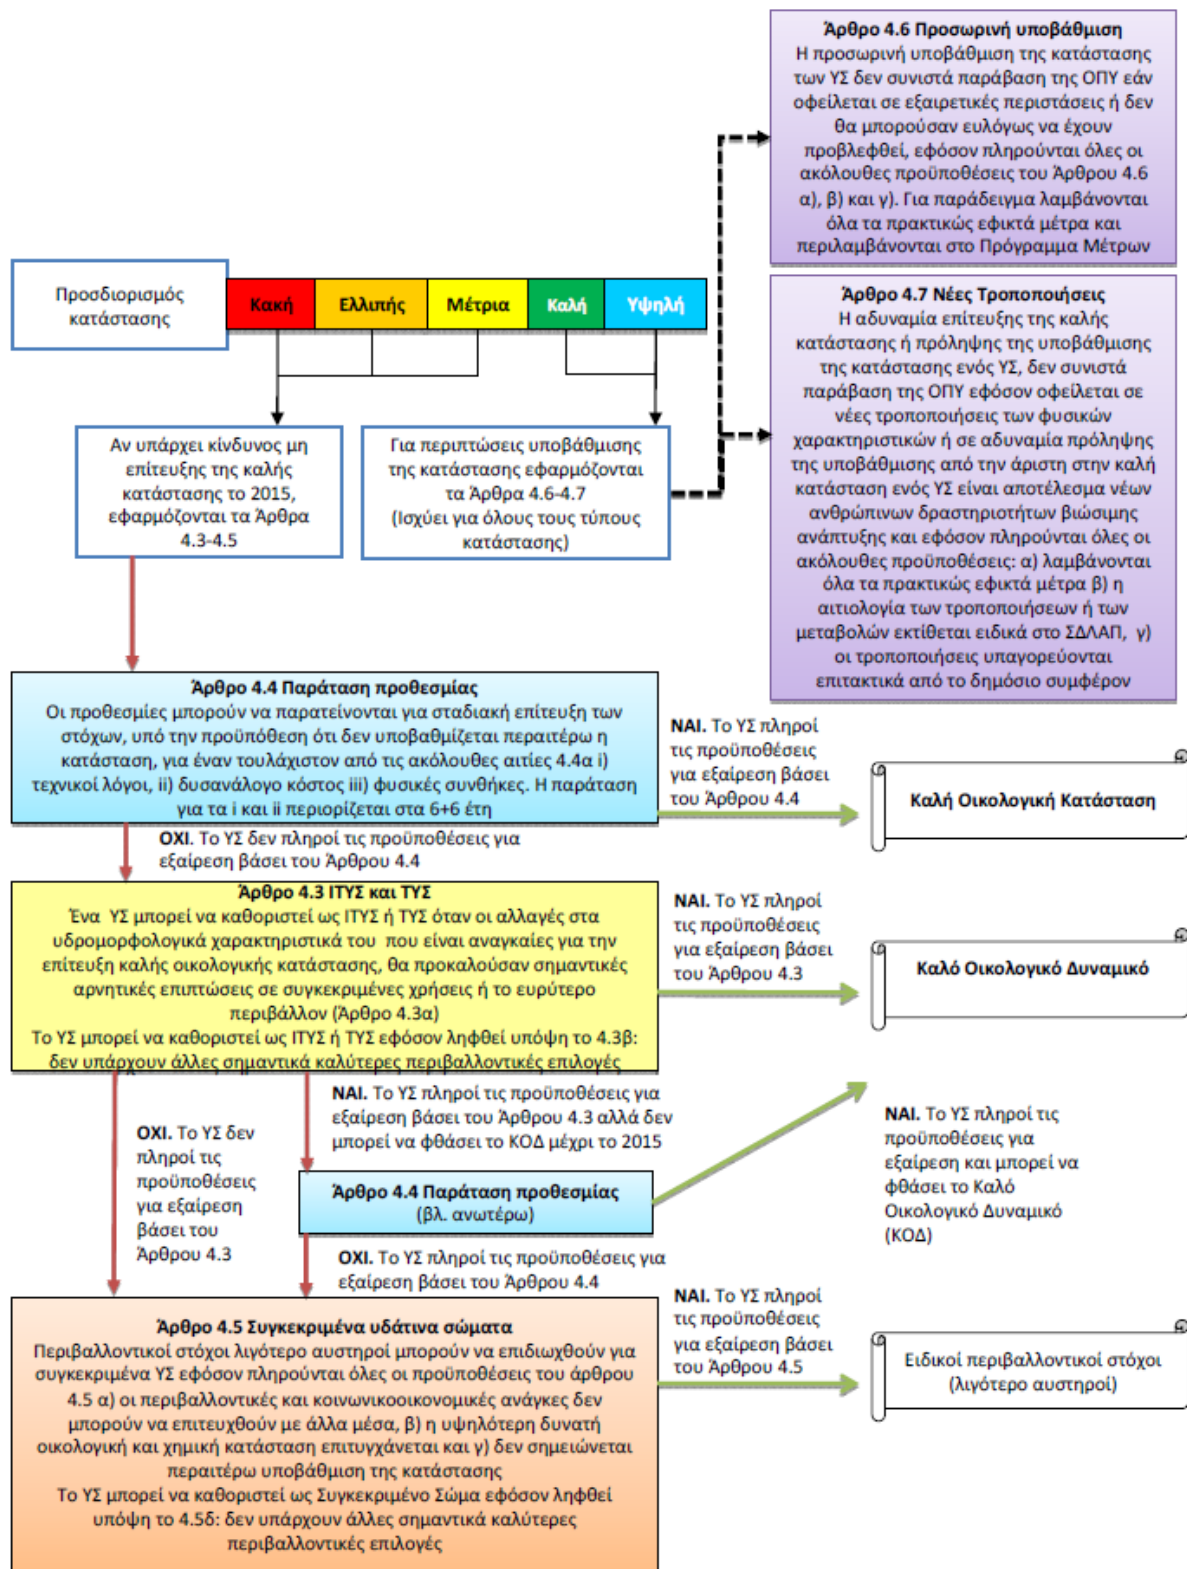 Άρθρο 4.6 Προσωρινή υποβάθμιση
Η προσωρινή υποβάθμιση της κατάστασης
των ΥΣ δεν συνιστά παράβαση της ΟΠΥ εάν
οφείλεται σε εξαιρετικές περιστάσεις ή δεν
θα μπορούσαν ευλόγως να έχουν
προβλεφθεί, εφόσον πληρούνται όλες οι
ακόλουθες προϋποθέσεις του Άρθρου 4.6
α), β) και γ). Για παράδειγμα λαμβάνονται
όλα τα πρακτικώς εφικτά μέτρα και
περιλαμβάνονται στο Πρόγραμμα Μέτρων
Προσδιορισμός
κατάστασης
Κακή
Ελλιπής
Μέτρια
Καλή
Υψηλή
Άρθρο 4.7 Νέες Τροποποιήσεις
Η αδυναμία επίτευξης της καλής
κατάστασης ή πρόληψης της υποβάθμισης
της κατάστασης ενός ΥΣ, δεν συνιστά
παράβαση της ΟΠΥ εφόσον οφείλεται σε
νέες τροποποιήσεις των φυσικών
χαρακτηριστικών ή σε αδυναμία πρόληψης
της υποβάθμισης από την άριστη στην καλή
κατάσταση ενός ΥΣ είναι αποτέλεσμα νέων
ανθρώπινων δραστηριοτήτων βιώσιμης
ανάπτυξης και εφόσον πληρούνται όλες οι
ακόλουθες προϋποθέσεις: α) λαμβάνονται
όλα τα πρακτικώς εφικτά μέτρα β) η
αιτιολογία των τροποποιήσεων ή των
μεταβολών εκτίθεται ειδικά στο ΣΔΛΑΠ, γ)
οι τροποποιήσεις υπαγορεύονται
επιτακτικά από το δημόσιο συμφέρον
Αν υπάρχει κίνδυνος μη
επίτευξης της καλής
κατάστασης το 2015,
εφαρμόζονται τα Άρθρα
4.3-4.5
Για περιπτώσεις υποβάθμισης
της κατάστασης εφαρμόζονται
τα Άρθρα 4.6-4.7
(Ισχύει για όλους τους τύπους
κατάστασης)
Άρθρο 4.4 Παράταση προθεσμίας
Οι προθεσμίες μπορούν να παρατείνονται για σταδιακή επίτευξη των
στόχων, υπό την προϋπόθεση ότι δεν υποβαθμίζεται περαιτέρω η
κατάσταση, για έναν τουλάχιστον από τις ακόλουθες αιτίες 4.4α i)
τεχνικοί λόγοι, ii) δυσανάλογο κόστος iii) φυσικές συνθήκες. Η παράταση
για τα i και ii περιορίζεται στα 6+6 έτη
ΝΑΙ. Το ΥΣ πληροί
τις προϋποθέσεις
για εξαίρεση βάσει
του Άρθρου 4.4
Καλή Οικολογική Κατάσταση
ΟΧΙ. Το ΥΣ δεν πληροί τις προϋποθέσεις για
εξαίρεση βάσει του Άρθρου 4.4
Άρθρο 4.3 ΙΤΥΣ και ΤΥΣ
Ένα ΥΣ μπορεί να καθοριστεί ως ΙΤΥΣ ή ΤΥΣ όταν οι αλλαγές στα
υδρομορφολογικά χαρακτηριστικά του που είναι αναγκαίες για την
επίτευξη καλής οικολογικής κατάστασης, θα προκαλούσαν σημαντικές
αρνητικές επιπτώσεις σε συγκεκριμένες χρήσεις ή το ευρύτερο
περιβάλλον (Άρθρο 4.3α)
Το ΥΣ μπορεί να καθοριστεί ως ΙΤΥΣ ή ΤΥΣ εφόσον ληφθεί υπόψη το 4.3β:
δεν υπάρχουν άλλες σημαντικά καλύτερες περιβαλλοντικές επιλογές
ΝΑΙ. Το ΥΣ πληροί
τις προϋποθέσεις
για εξαίρεση βάσει
του Άρθρου 4.3
Καλό Οικολογικό Δυναμικό
ΟΧΙ. Το ΥΣ δεν
πληροί τις
προϋποθέσεις
για εξαίρεση
βάσει του
Άρθρου 4.3
ΝΑΙ. Το ΥΣ πληροί τις προϋποθέσεις για
εξαίρεση βάσει του Άρθρου 4.3 αλλά δεν
μπορεί να φθάσει το ΚΟΔ μέχρι το 2015
Άρθρο 4.4 Παράταση προθεσμίας
(βλ. ανωτέρω)
ΝΑΙ. Το ΥΣ πληροί τις
προϋποθέσεις για
εξαίρεση και μπορεί να
φθάσει το Καλό
Οικολογικό Δυναμικό
(ΚΟΔ)
ΟΧΙ. Το ΥΣ πληροί τις προϋποθέσεις για
εξαίρεση βάσει του Άρθρου 4.4
Άρθρο 4.5 Συγκεκριμένα υδάτινα σώματα
Περιβαλλοντικοί στόχοι λιγότερο αυστηροί μπορούν να επιδιωχθούν για
συγκεκριμένα ΥΣ εφόσον πληρούνται όλες οι προϋποθέσεις του άρθρου
4.5 α) οι περιβαλλοντικές και κοινωνικοοικονομικές ανάγκες δεν
μπορούν να επιτευχθούν με άλλα μέσα, β) η υψηλότερη δυνατή
οικολογική και χημική κατάσταση επιτυγχάνεται και γ) δεν σημειώνεται
περαιτέρω υποβάθμιση της κατάστασης
Το ΥΣ μπορεί να καθοριστεί ως Συγκεκριμένο Σώμα εφόσον ληφθεί
υπόψη το 4.5δ: δεν υπάρχουν άλλες σημαντικά καλύτερες
περιβαλλοντικές επιλογές
ΝΑΙ. Το ΥΣ πληροί
τις προϋποθέσεις
για εξαίρεση βάσει
του Άρθρου 4.5
Ειδικοί περιβαλλοντικοί στόχοι
(λιγότερο αυστηροί)